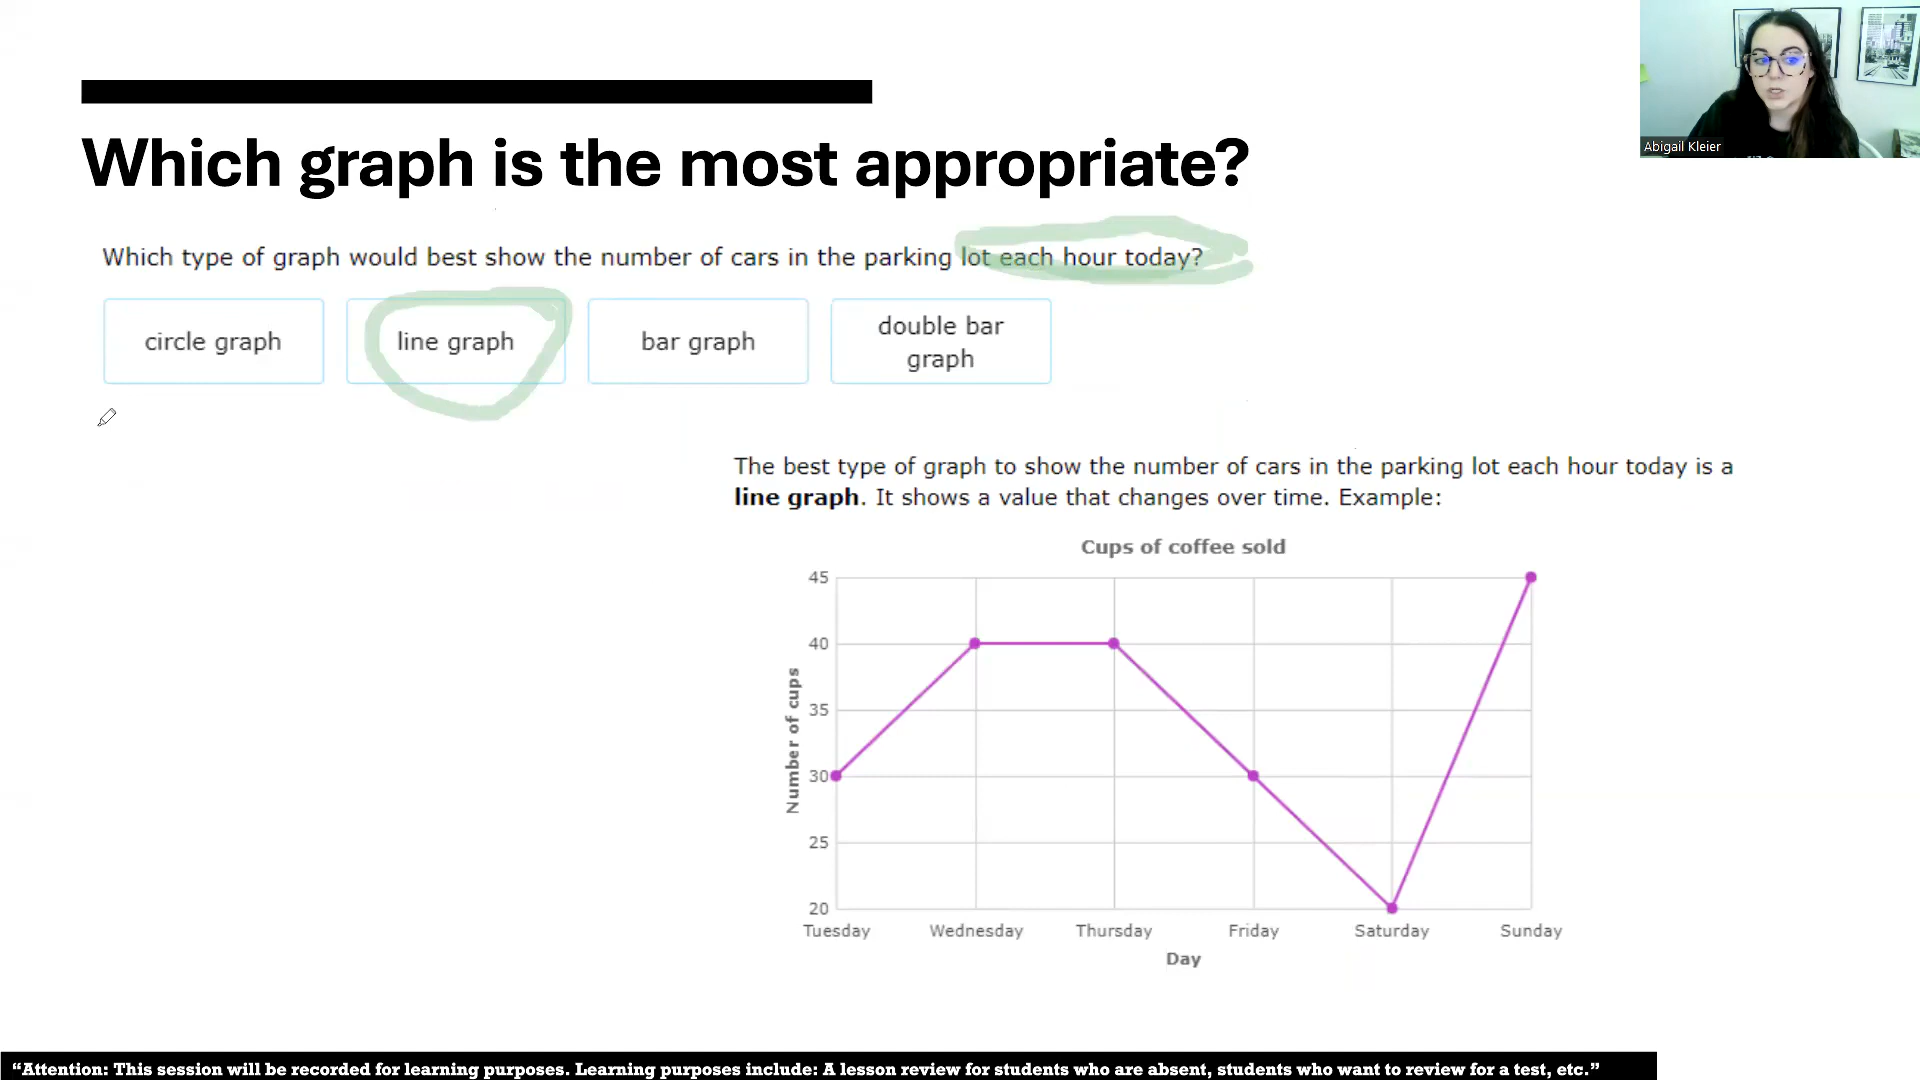 Abigail Kleier
Which graph is the most appropriate?
Which type of graph would best show the number of cars in the parking lot each hour today?
circle graph
line graph
bar graph
double bar
graph
The best type of graph to show the number of cars in the parking lot each hour today is a
line graph. It shows a value that changes over time. Example:
Cups of coffee sold
Number of cups
45
40
35
30
25
20
Tuesday Wednesday Thursday Friday Saturday Sunday
Day
“Attention: This session will be recorded for learning purposes. Learning purposes include: A lesson review for students who are absent, students who want to review for a test, etc.”